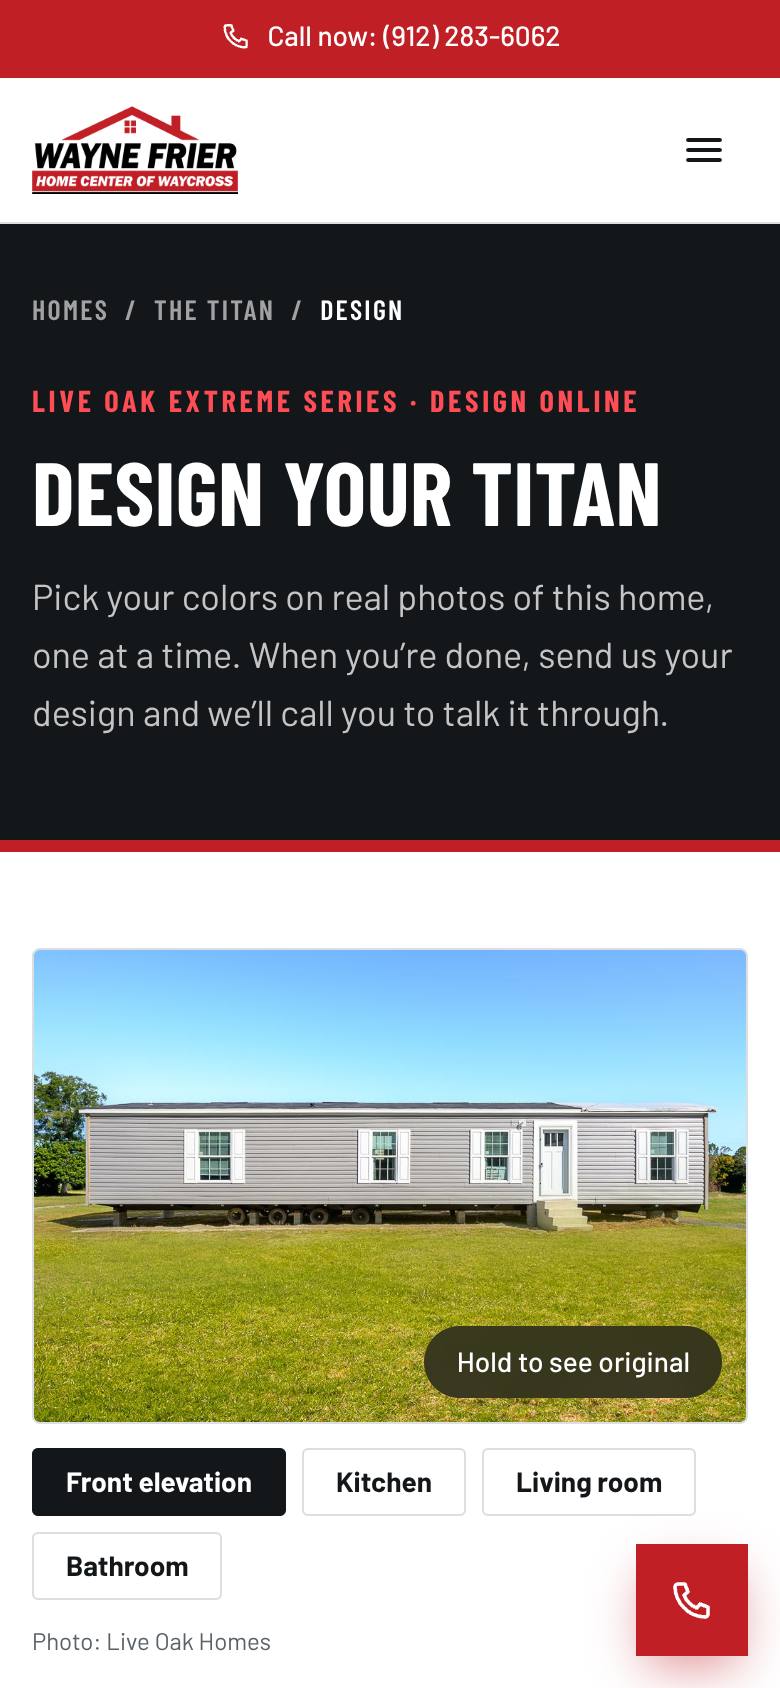 Call now: (912) 283-6062
WAYNE FRIER
HOME CENTER OF WAYCROSS
HOMES / THE TITAN / DESIGN
LIVE OAK EXTREME SERIES · DESIGN ONLINE
DESIGN YOUR TITAN
Pick your colors on real photos of this home,
one at a time. When you’re done, send us your
design and we’ll call you to talk it through.
Hold to see original
Front elevation
Kitchen
Living room
Bathroom
Photo: Live Oak Homes